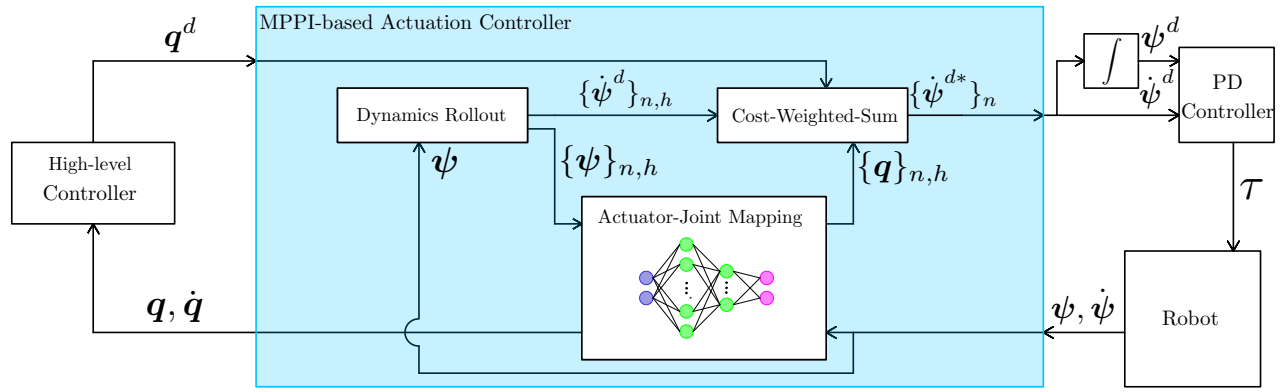 MPPI-based Actuation Controller
q^d
∫
ψ^d
ψ̇^d
PD
Controller
Dynamics Rollout
{ψ̇^d}_{n,h}
Cost-Weighted-Sum
{ψ̇^{d*}}_n
High-level
Controller
ψ
{ψ}_{n,h}
{q}_{n,h}
τ
Actuator-Joint Mapping
q, q̇
ψ, ψ̇
Robot